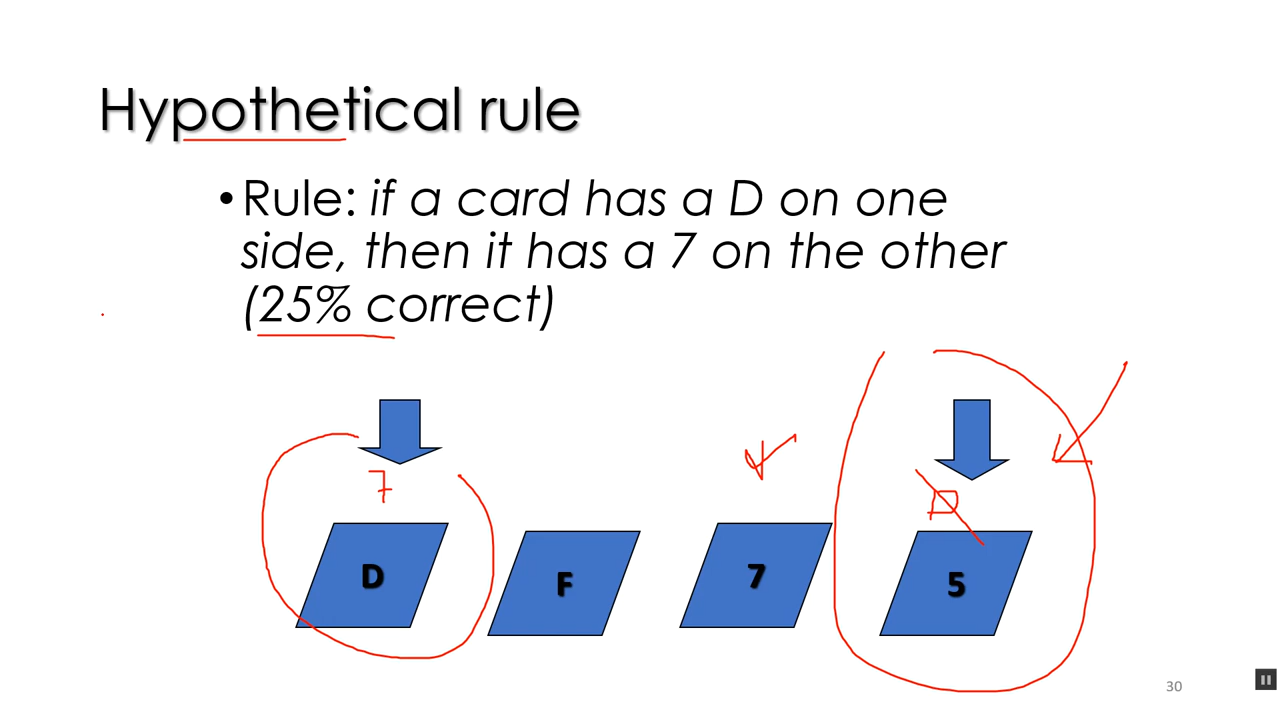 Hypothetical rule
• Rule: if a card has a D on one
side, then it has a 7 on the other
(25% correct)
7
D
D F 7 5
30